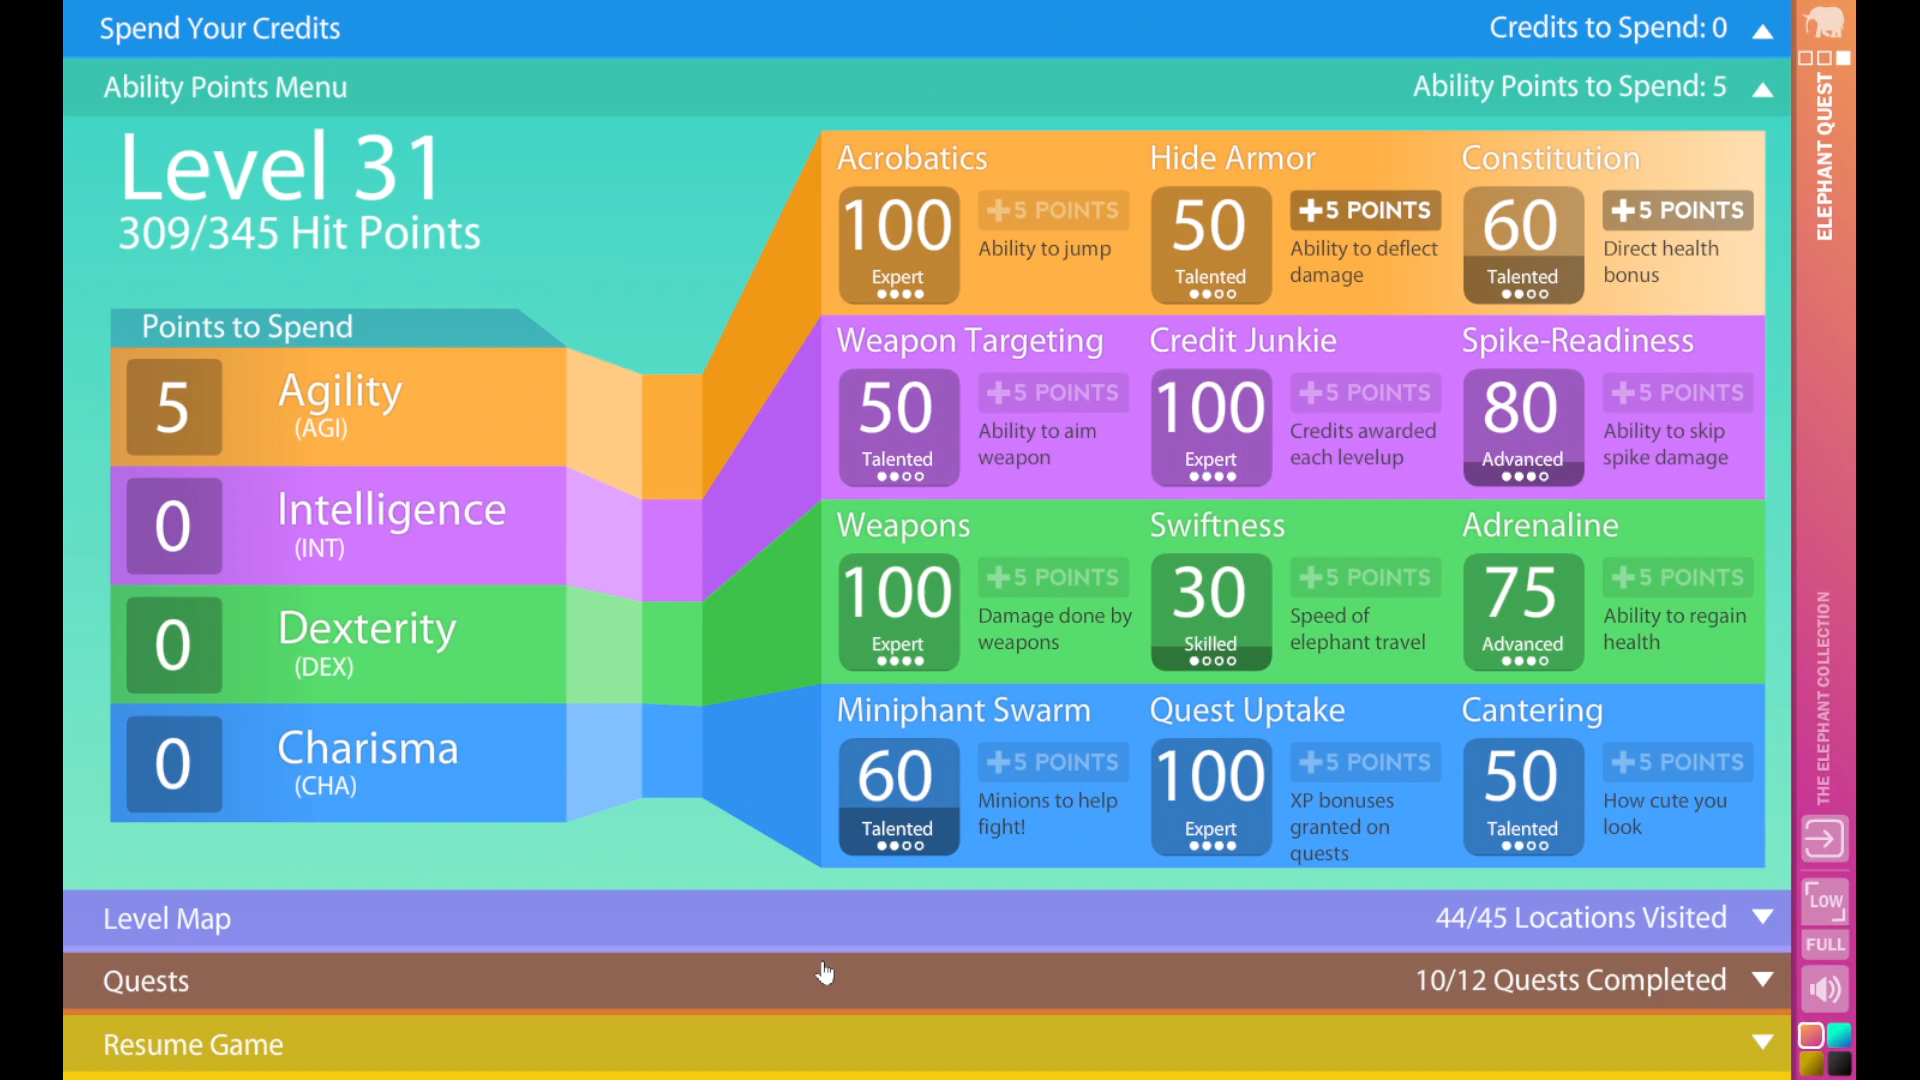 Spend Your Credits
Credits to Spend: 0
Ability Points Menu
Ability Points to Spend: 5
Level 31
309/345 Hit Points
Points to Spend
5
Agility
(AGI)
0
Intelligence
(INT)
0
Dexterity
(DEX)
0
Charisma
(CHA)
Acrobatics
100
Expert
+5 POINTS
Ability to jump
Hide Armor
50
Talented
+5 POINTS
Ability to deflect
damage
Constitution
60
Talented
+5 POINTS
Direct health
bonus
Weapon Targeting
50
Talented
+5 POINTS
Ability to aim
weapon
Credit Junkie
100
Expert
+5 POINTS
Credits awarded
each levelup
Spike-Readiness
80
Advanced
+5 POINTS
Ability to skip
spike damage
Weapons
100
Expert
+5 POINTS
Damage done by
weapons
Swiftness
30
Skilled
+5 POINTS
Speed of
elephant travel
Adrenaline
75
Advanced
+5 POINTS
Ability to regain
health
Miniphant Swarm
60
Talented
+5 POINTS
Minions to help
fight!
Quest Uptake
100
Expert
+5 POINTS
XP bonuses
granted on
quests
Cantering
50
Talented
+5 POINTS
How cute you
look
Level Map
44/45 Locations Visited
Quests
10/12 Quests Completed
Resume Game
ELEPHANT QUEST
THE ELEPHANT COLLECTION
LOW
FULL